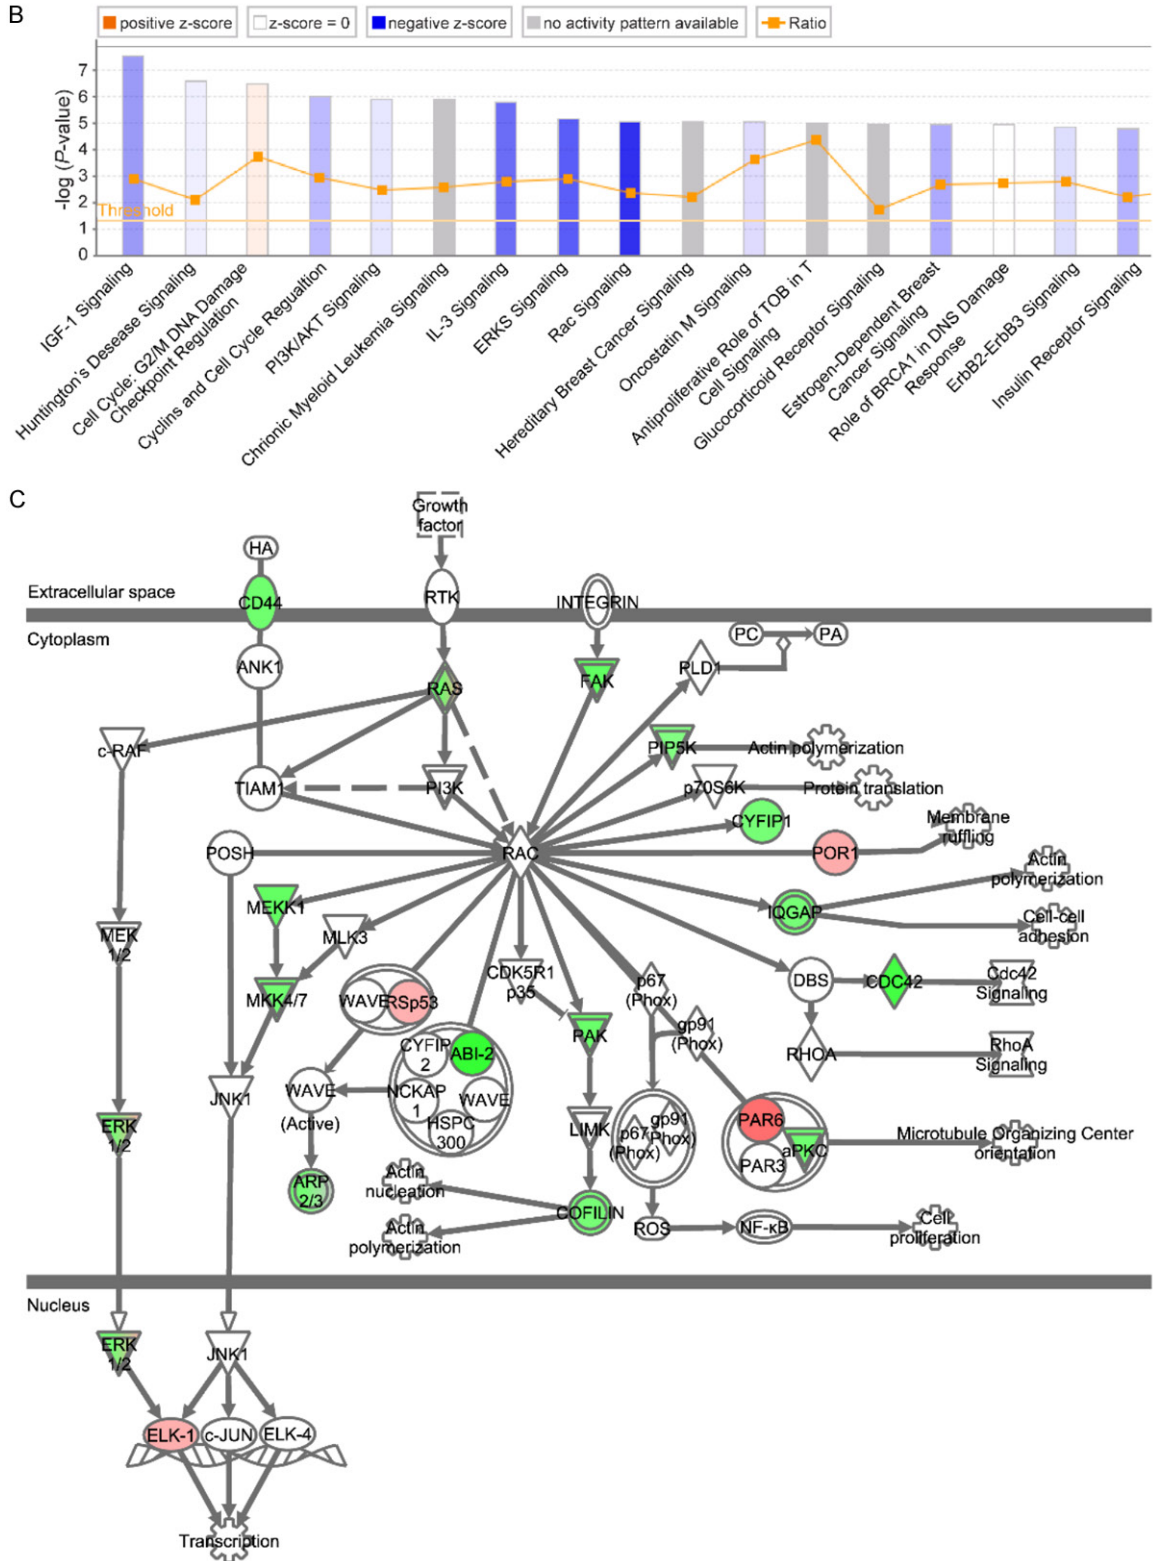 B
positive z-score
z-score = 0
negative z-score
no activity pattern available
Ratio
-log (P-value)
7
6
5
4
3
2
1
0
Threshold
IGF-1 Signaling
Huntington's Desease Signaling
Cell Cycle: G2/M DNA Damage
Checkpoint Regulation
Cyclins and Cell Cycle Regualtion
PI3K/AKT Signaling
Chrionic Myeloid Leukemia Signaling
IL-3 Signaling
ERKS Signaling
Rac Signaling
Hereditary Breast Cancer Signaling
Oncostatin M Signaling
Antiproliferative Role of TOB in T
Cell Signaling
Glucocorticoid Receptor Signaling
Estrogen-Dependent Breast
Cancer Signaling
Role of BRCA1 in DNS Damage
Response
ErbB2-ErbB3 Signaling
Insulin Receptor Signaling
C
Growth
factor
HA
Extracellular space
CD44
RTK
INTEGRIN
Cytoplasm
PC
PA
ANK1
RAS
FAK
PLD1
c-RAF
PIP5K
Actin polymerization
TIAM1
PI3K
p70S6K
Protein translation
CYFIP1
Membrane
ruffling
POSH
RAC
POR1
Actin
polymerization
MEKK1
IQGAP
Cell-cell
adhesion
MEK
1/2
MLK3
CDK5R1
p35
p67
(Phox)
DBS
CDC42
Cdc42
Signaling
MKK4/7
WAVE
RSp53
gp91
(Phox)
PAK
CYFIP
2
ABI-2
RHOA
RhoA
Signaling
JNK1
WAVE
(Active)
NCKAP
1
WAVE
HSPC
300
ERK
1/2
LIMK
p67
(Phox)
gp91
(Phox)
PAR6
aPKC
PAR3
Microtubule Organizing Center
orientation
ARP
2/3
Actin
nucleation
COFILIN
Actin
polymerization
ROS
NF-κB
Cell
proliferation
Nucleus
ERK
1/2
JNK1
ELK-1
c-JUN
ELK-4
Transcription